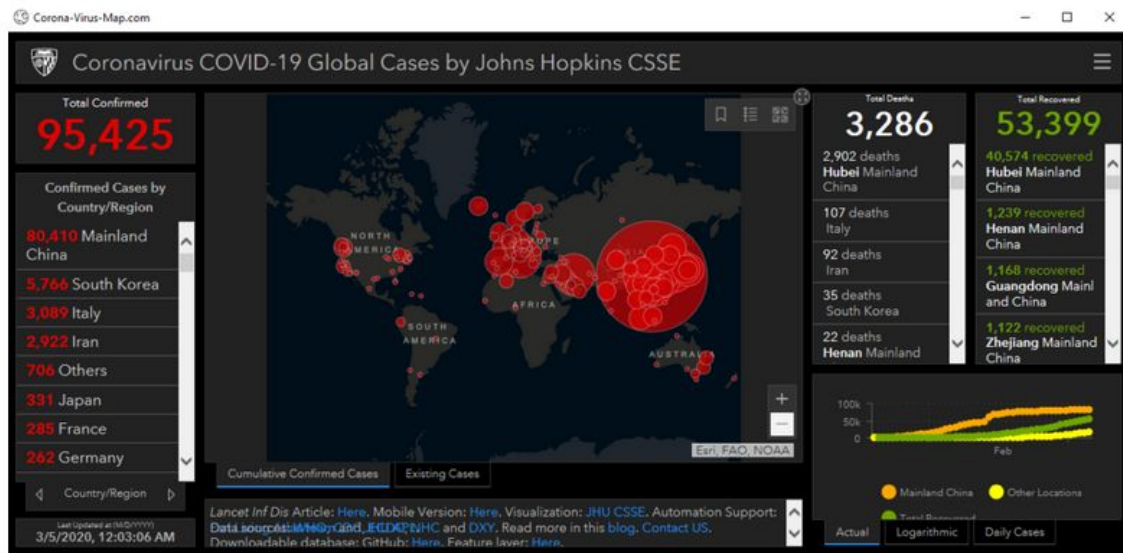 Corona-Virus-Map.com
Coronavirus COVID-19 Global Cases by Johns Hopkins CSSE
Total Confirmed
95,425
Confirmed Cases by
Country/Region
80,410 Mainland
China
5,766 South Korea
3,089 Italy
2,922 Iran
706 Others
331 Japan
285 France
262 Germany
Country/Region
Last Updated at (M/D/YYYY)
3/5/2020, 12:03:06 AM
NORTH
AMERICA
EUROPE
AFRICA
SOUTH
AMERICA
AUSTRALIA
Esri, FAO, NOAA
Cumulative Confirmed Cases
Existing Cases
Lancet Inf Dis Article: Here. Mobile Version: Here. Visualization: JHU CSSE. Automation Support:
Data sources: WHO, and NHC and DXY. Read more in this blog. Contact US.
Downloadable database: GitHub: Here. Feature layer: Here.
Total Deaths
3,286
2,902 deaths
Hubei Mainland
China
107 deaths
Italy
92 deaths
Iran
35 deaths
South Korea
22 deaths
Henan Mainland
Total Recovered
53,399
40,574 recovered
Hubei Mainland
China
1,239 recovered
Henan Mainland
China
1,168 recovered
Guangdong Mainl
and China
1,122 recovered
Zhejiang Mainland
China
100k
50k
0
Feb
Mainland China
Other Locations
Total Recovered
Actual
Logarithmic
Daily Cases